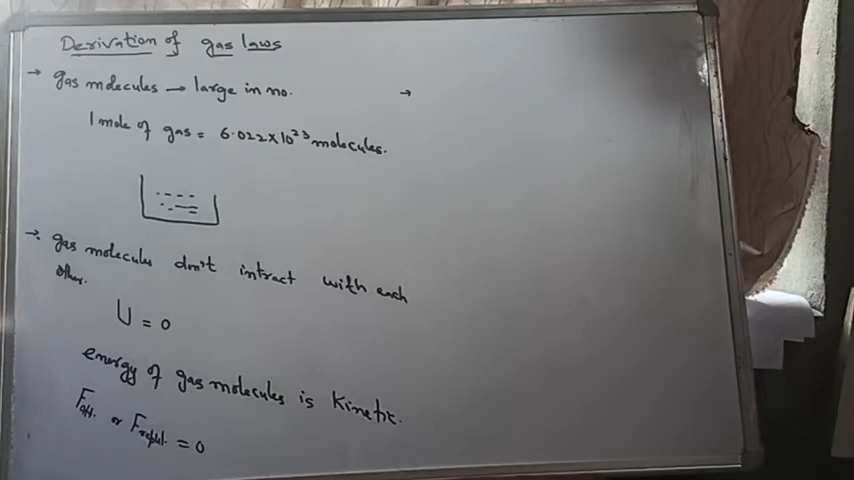 Derivation of gas laws
→ gas molecules → large in no.
1 mole of gas = 6.022×10²³ molecules.
→ gas molecules don't intract with each
other.
U = 0
energy of gas molecules is kinetic.
Fatt. or Frepul. = 0
→